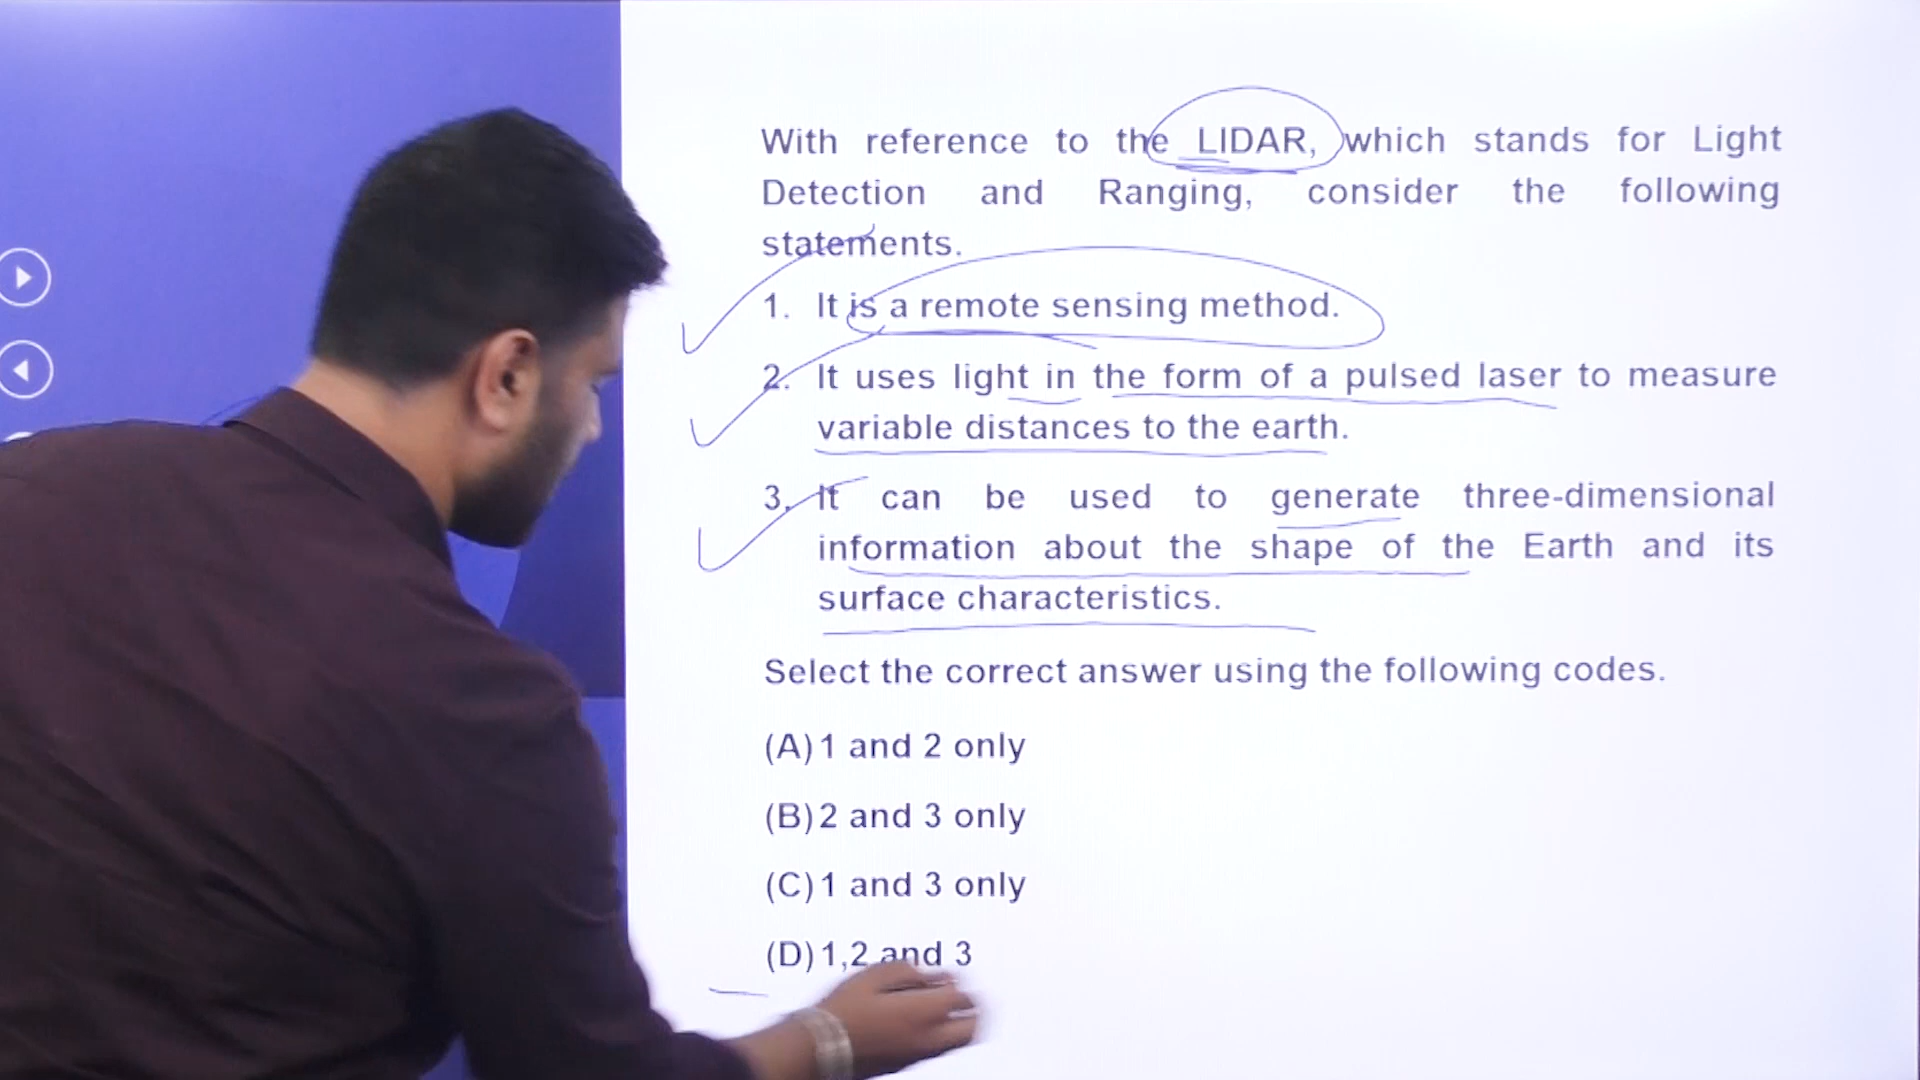 With reference to the LIDAR, which stands for Light
Detection and Ranging, consider the following
statements.
1. It is a remote sensing method.
2. It uses light in the form of a pulsed laser to measure
variable distances to the earth.
3. It can be used to generate three-dimensional
information about the shape of the Earth and its
surface characteristics.
Select the correct answer using the following codes.
(A) 1 and 2 only
(B) 2 and 3 only
(C) 1 and 3 only
(D) 1,2 and 3